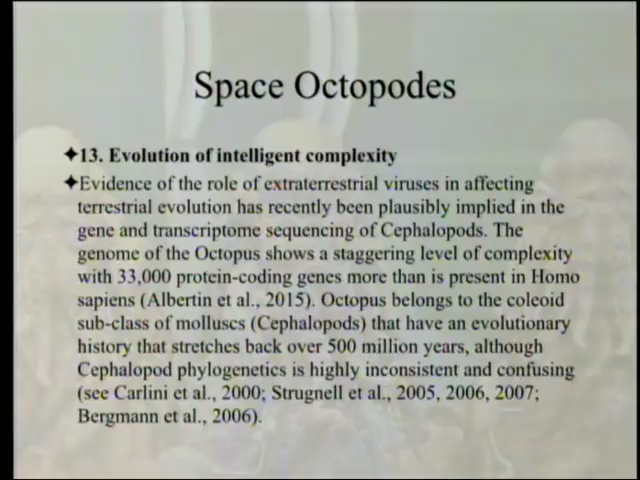 Space Octopodes
✦13. Evolution of intelligent complexity
✦Evidence of the role of extraterrestrial viruses in affecting
terrestrial evolution has recently been plausibly implied in the
gene and transcriptome sequencing of Cephalopods. The
genome of the Octopus shows a staggering level of complexity
with 33,000 protein-coding genes more than is present in Homo
sapiens (Albertin et al., 2015). Octopus belongs to the coleoid
sub-class of molluscs (Cephalopods) that have an evolutionary
history that stretches back over 500 million years, although
Cephalopod phylogenetics is highly inconsistent and confusing
(see Carlini et al., 2000; Strugnell et al., 2005, 2006, 2007;
Bergmann et al., 2006).